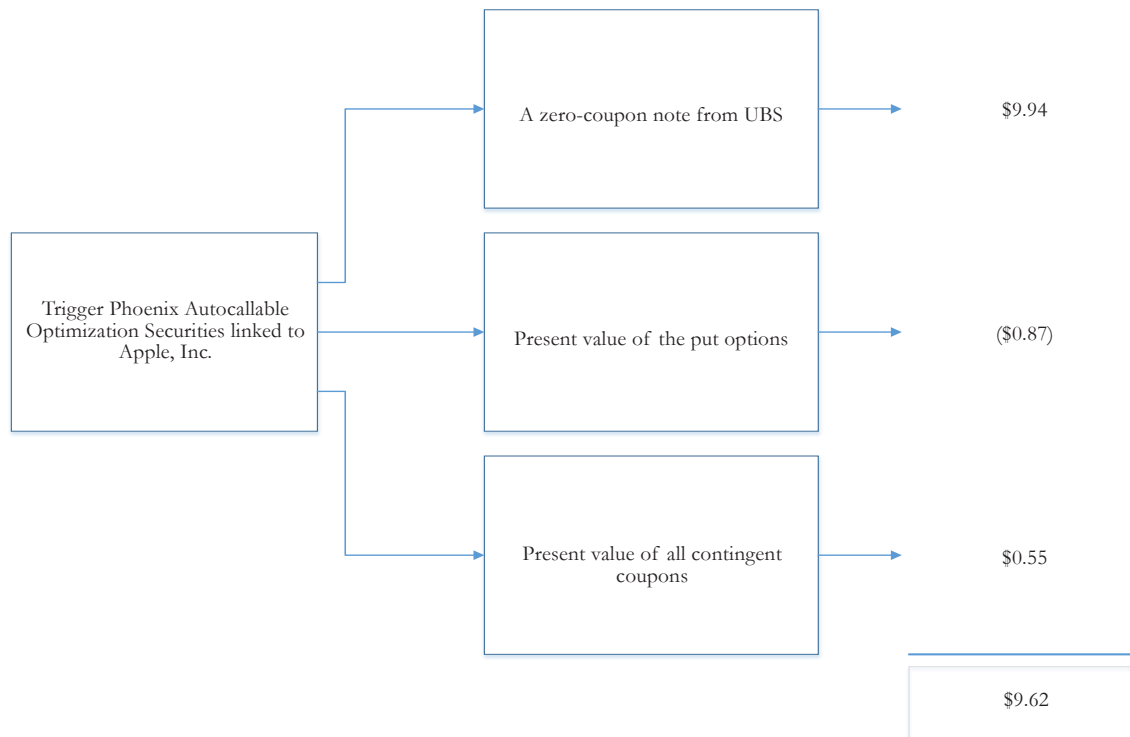 A zero-coupon note from UBS
$9.94
Trigger Phoenix Autocallable
Optimization Securities linked to
Apple, Inc.
Present value of the put options
($0.87)
Present value of all contingent
coupons
$0.55
$9.62